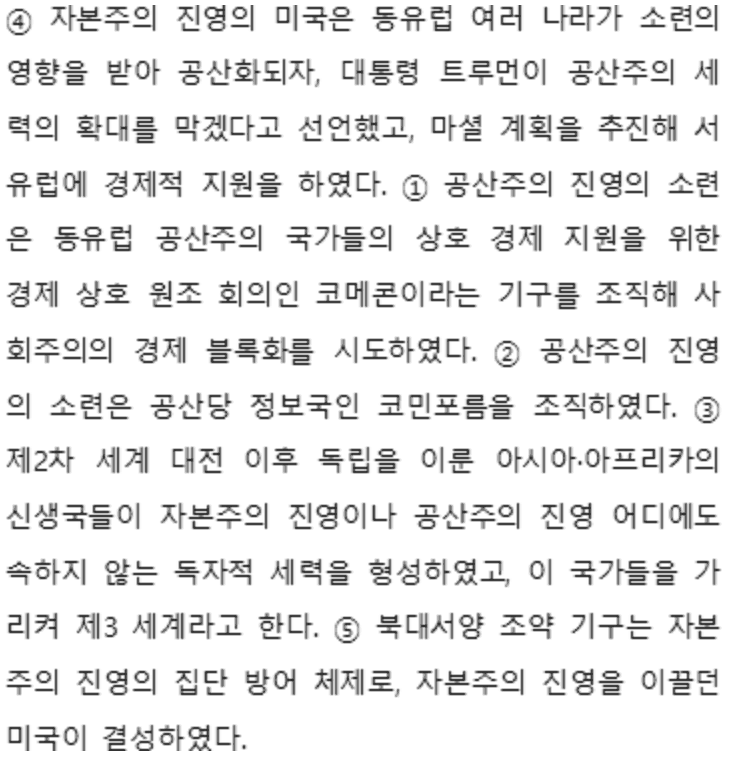 ④ 자본주의 진영의 미국은 동유럽 여러 나라가 소련의
영향을 받아 공산화되자, 대통령 트루먼이 공산주의 세
력의 확대를 막겠다고 선언했고, 마셜 계획을 추진해 서
유럽에 경제적 지원을 하였다. ① 공산주의 진영의 소련
은 동유럽 공산주의 국가들의 상호 경제 지원을 위한
경제 상호 원조 회의인 코메콘이라는 기구를 조직해 사
회주의의 경제 블록화를 시도하였다. ② 공산주의 진영
의 소련은 공산당 정보국인 코민포름을 조직하였다. ③
제2차 세계 대전 이후 독립을 이룬 아시아·아프리카의
신생국들이 자본주의 진영이나 공산주의 진영 어디에도
속하지 않는 독자적 세력을 형성하였고, 이 국가들을 가
리켜 제3 세계라고 한다. ⑤ 북대서양 조약 기구는 자본
주의 진영의 집단 방어 체제로, 자본주의 진영을 이끌던
미국이 결성하였다.